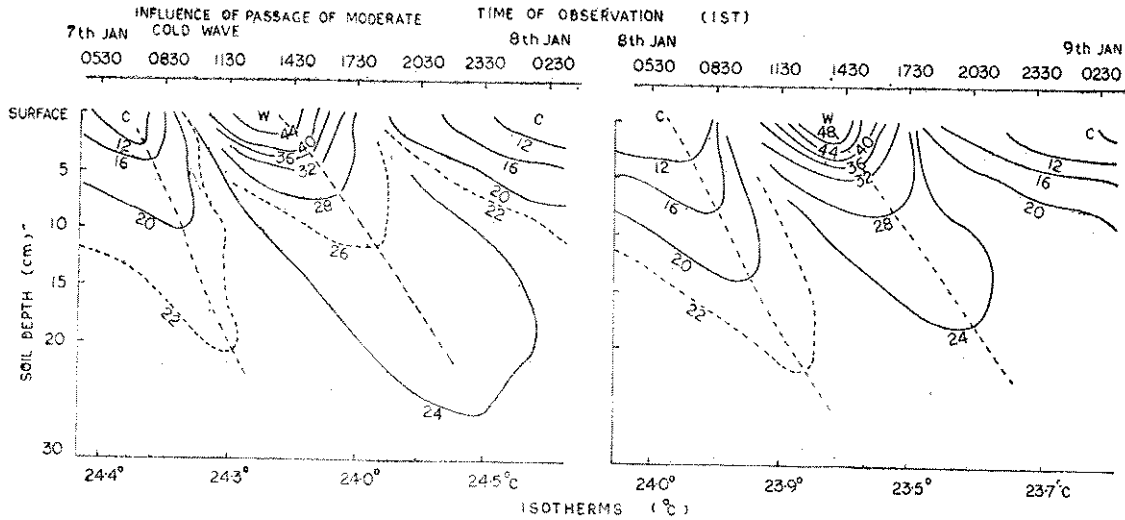 INFLUENCE OF PASSAGE OF MODERATE TIME OF OBSERVATION (IST)
7th JAN COLD WAVE 8th JAN 8th JAN 9th JAN
0530 0830 1130 1430 1730 2030 2330 0230 0530 0830 1130 1430 1730 2030 2330 0230
SURFACE C W C C W C
12 44 40 12 12 48 40 12
16 36 16 44 36 16
5 32 20 32
20 28 22 16 20
10 26 28
15 20
22 22
20 24
24
30
SOIL DEPTH (cm)
24.4° 24.3° 24.0° 24.5°C 24.0° 23.9° 23.5° 23.7°C
ISOTHERMS (°C)